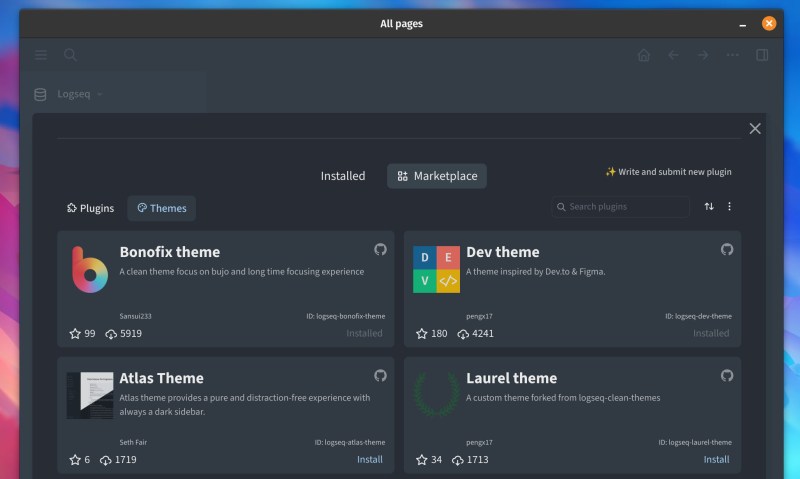 All pages
Logseq
Installed
Marketplace
✨ Write and submit new plugin
Plugins
Themes
Search plugins
Bonofix theme
A clean theme focus on bujo and long time focusing experience
Sansui233
ID: logseq-bonofix-theme
99
5919
Installed
D E
V </>
Dev theme
A theme inspired by Dev.to & Figma.
pengx17
ID: logseq-dev-theme
180
4241
Installed
Atlas Theme
Atlas theme provides a pure and distraction-free experience with
always a dark sidebar.
Seth Fair
ID: logseq-atlas-theme
6
1719
Install
Laurel theme
A custom theme forked from logseq-clean-themes
pengx17
ID: logseq-laurel-theme
34
1713
Install